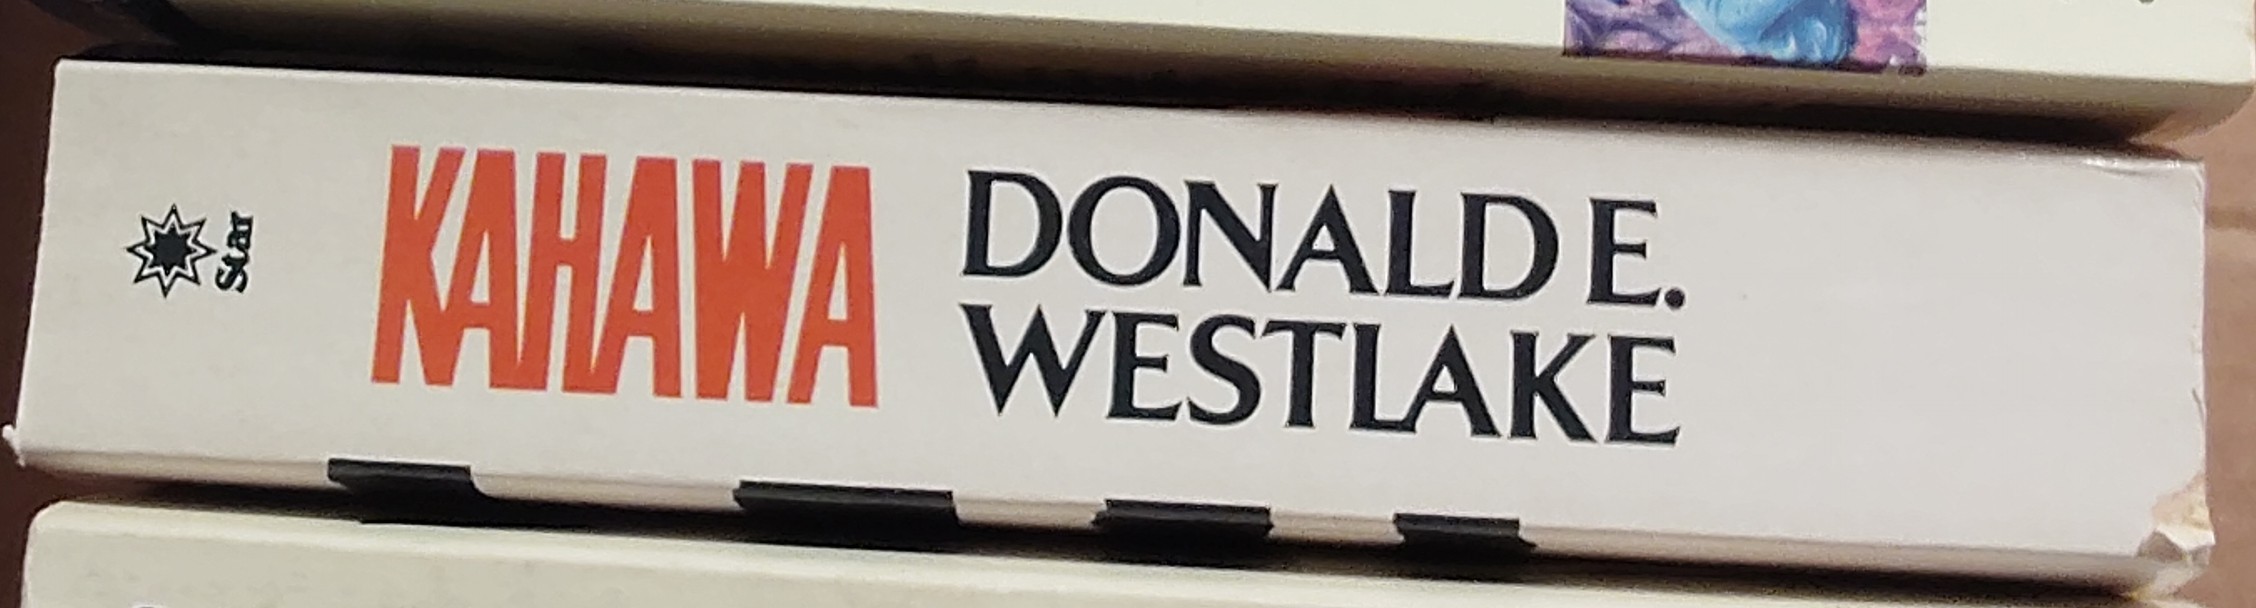 Star
KAHAWA
DONALD E.
WESTLAKE